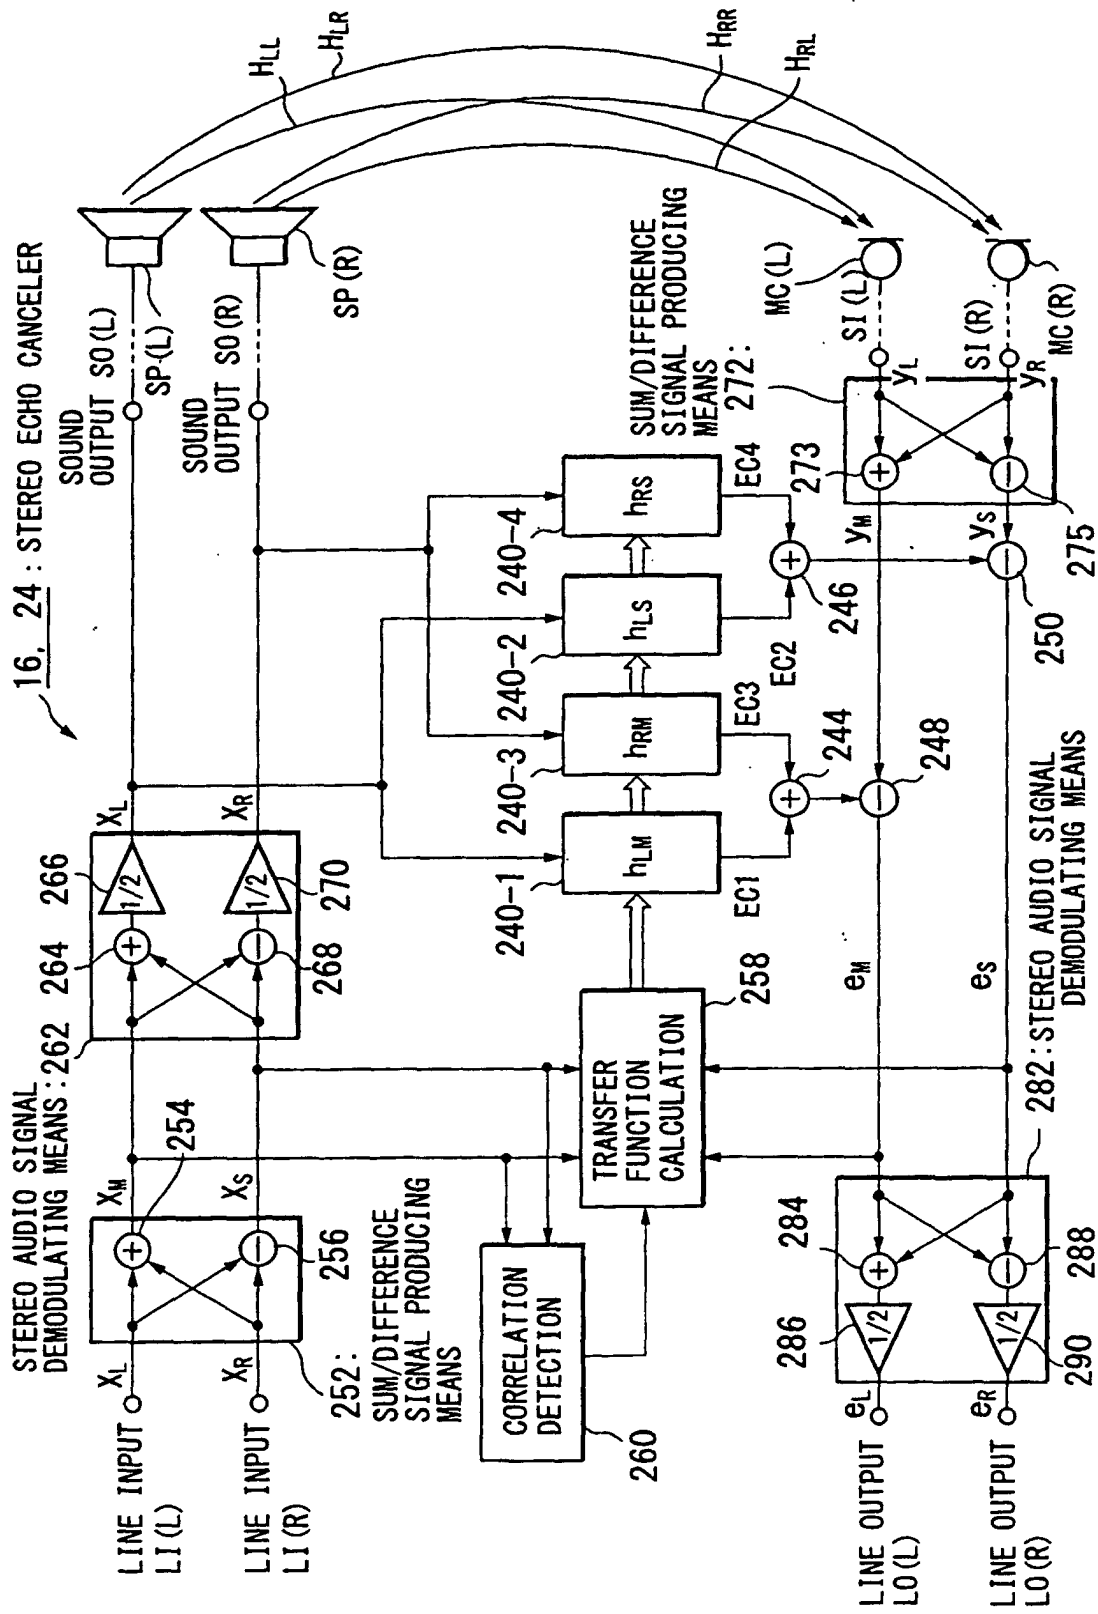 16, 24 : STEREO ECHO CANCELER
STEREO AUDIO SIGNAL
DEMODULATING MEANS : 262
LINE INPUT
LI(L)
XL
XM
254
264
266
1/2
XL
SOUND
OUTPUT SO(L)
SP(L)
HLL
HLR
LINE INPUT
LI(R)
XR
XS
256
268
1/2
270
XR
SOUND
OUTPUT SO(R)
SP(R)
252:
SUM/DIFFERENCE
SIGNAL PRODUCING
MEANS
CORRELATION
DETECTION
260
TRANSFER
FUNCTION
CALCULATION
258
240-1
hLM
240-3
hRM
240-2
hLS
240-4
hRS
EC1
EC3
EC2
EC4
244
246
SUM/DIFFERENCE
SIGNAL PRODUCING
MEANS
272:
HRR
HRL
MC(L)
SI(L)
yL
273
yM
248
eM
284
286
1/2
eL
LINE OUTPUT
LO(L)
MC(R)
SI(R)
yR
275
yS
250
eS
288
1/2
290
eR
LINE OUTPUT
LO(R)
282:STEREO AUDIO SIGNAL
DEMODULATING MEANS